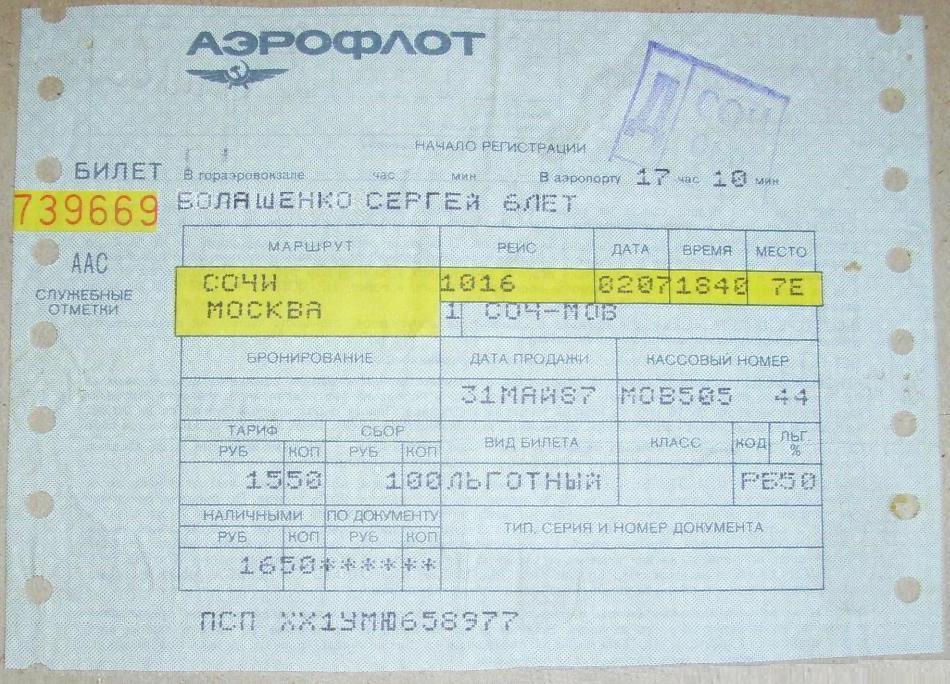 АЭРОФЛОТ
Д СОЧ
НАЧАЛО РЕГИСТРАЦИИ
БИЛЕТ В горазровокзале час мин В аэропорту 17 час 10 мин
739669 БОЛАШЕНКО СЕРГЕЙ 6ЛЕТ
ААС
СЛУЖЕБНЫЕ ОТМЕТКИ
МАРШРУТ РЕЙС ДАТА ВРЕМЯ МЕСТО
СОЧИ 1016 0207 1840 7Е
МОСКВА 1 СОЧ-МОВ
БРОНИРОВАНИЕ ДАТА ПРОДАЖИ КАССОВЫЙ НОМЕР
31МАЙ87 МОВ505 44
ТАРИФ СБОР ВИД БИЛЕТА КЛАСС КОД ЛЬГ. %
РУБ КОП РУБ КОП
1550 100 ЛЬГОТНЫЙ РБ50
НАЛИЧНЫМИ ПО ДОКУМЕНТУ ТИП, СЕРИЯ И НОМЕР ДОКУМЕНТА
РУБ КОП РУБ КОП
1650******
ПСП ХХ1УМЮ658977